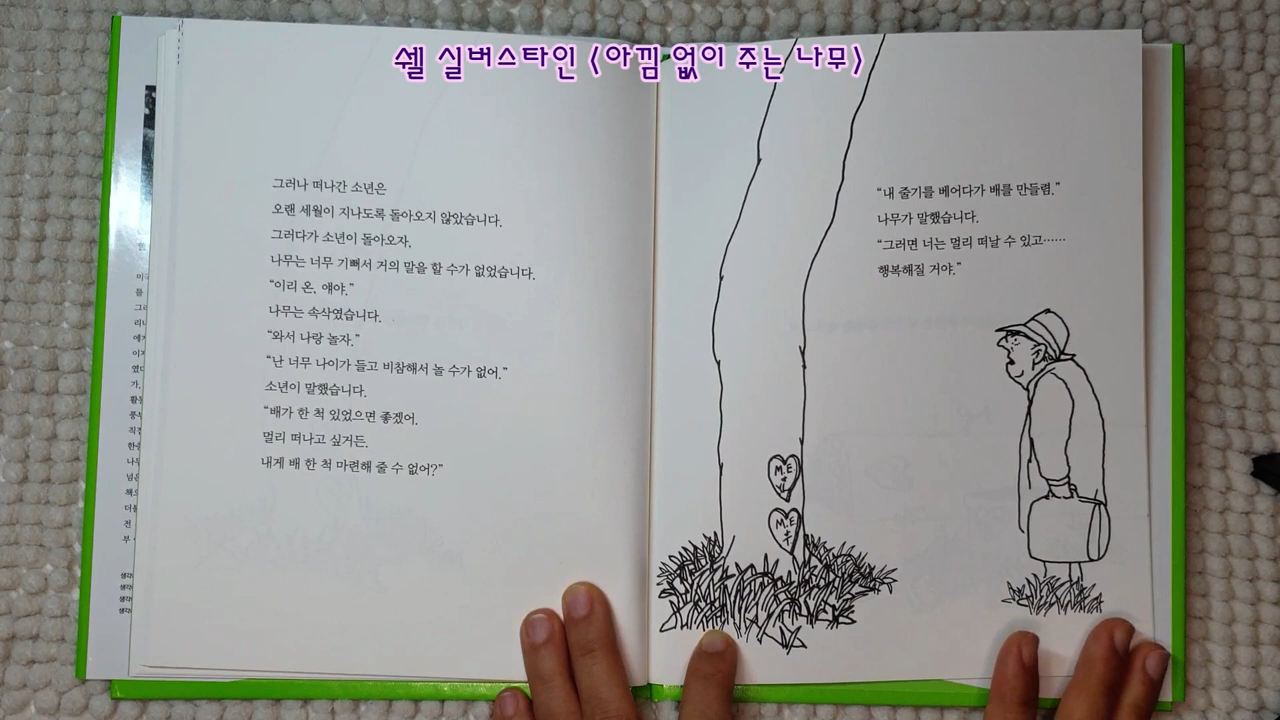 쉘 실버스타인 <아낌 없이 주는 나무>
그러나 떠나간 소년은
오랜 세월이 지나도록 돌아오지 않았습니다.
그러다가 소년이 돌아오자,
나무는 너무 기뻐서 거의 말을 할 수가 없었습니다.
“이리 온, 얘야.”
나무는 속삭였습니다.
“와서 나랑 놀자.”
“난 너무 나이가 들고 비참해서 놀 수가 없어.”
소년이 말했습니다.
“배가 한 척 있었으면 좋겠어.
멀리 떠나고 싶거든.
내게 배 한 척 마련해 줄 수 없어?”
“내 줄기를 베어다가 배를 만들렴.”
나무가 말했습니다.
“그러면 너는 멀리 떠날 수 있고……
행복해질 거야.”
M.E
Y.L
M.E